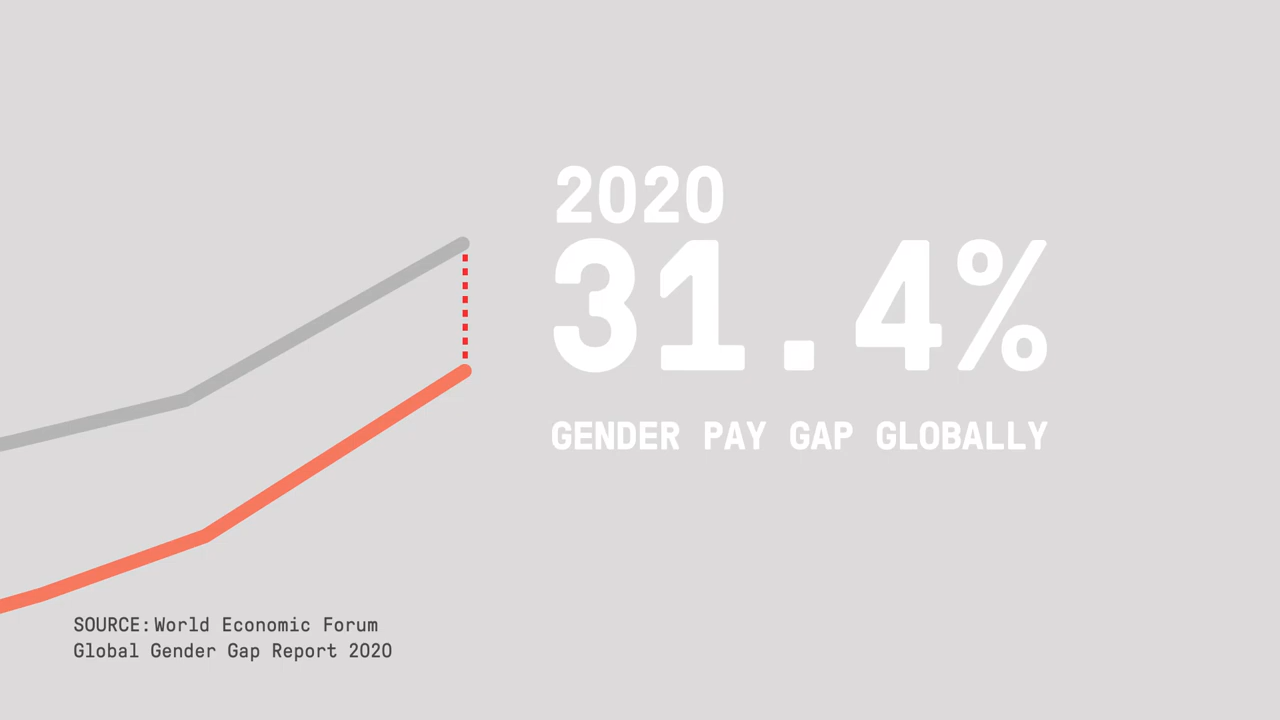 2020
31.4%
GENDER PAY GAP GLOBALLY
SOURCE:World Economic Forum
Global Gender Gap Report 2020